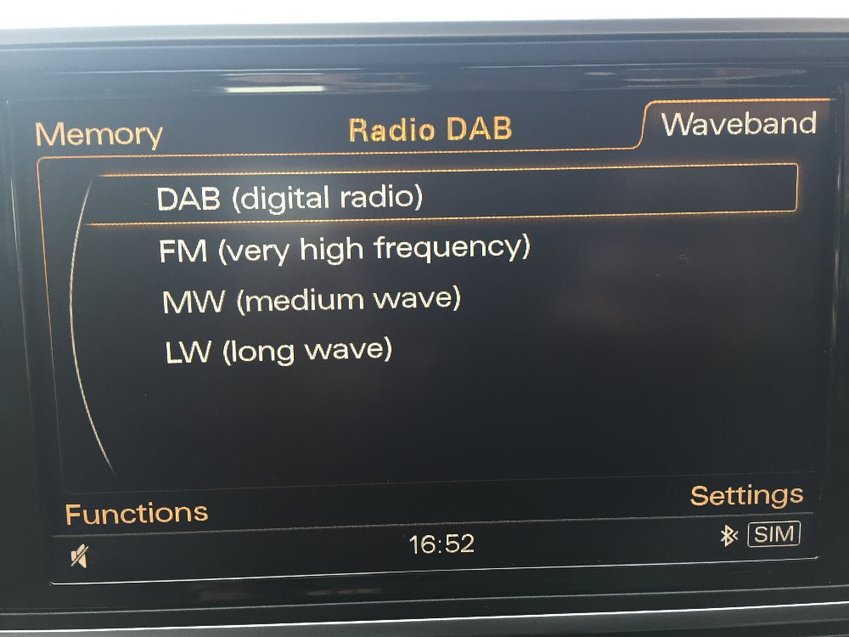 Memory Radio DAB Waveband
DAB (digital radio)
FM (very high frequency)
MW (medium wave)
LW (long wave)
Functions Settings
16:52 SIM